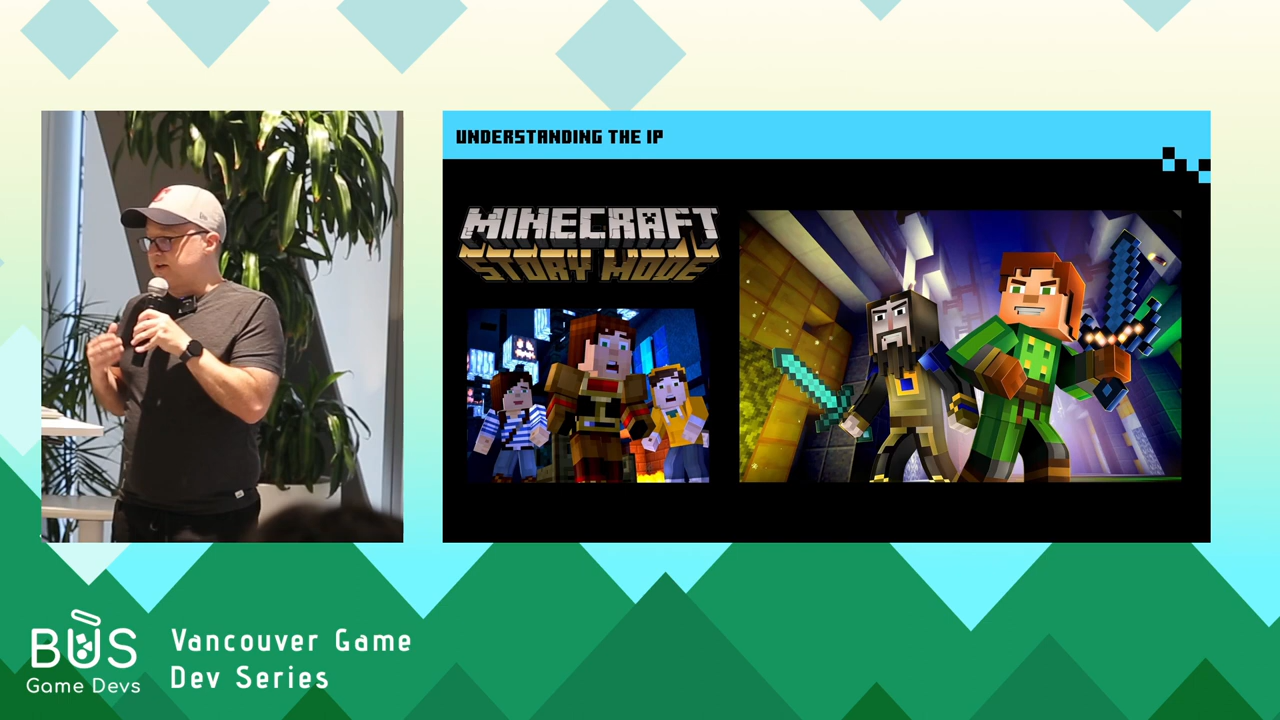 UNDERSTANDING THE IP
MINECRAFT
STORY MODE
BUS
Game Devs
Vancouver Game
Dev Series